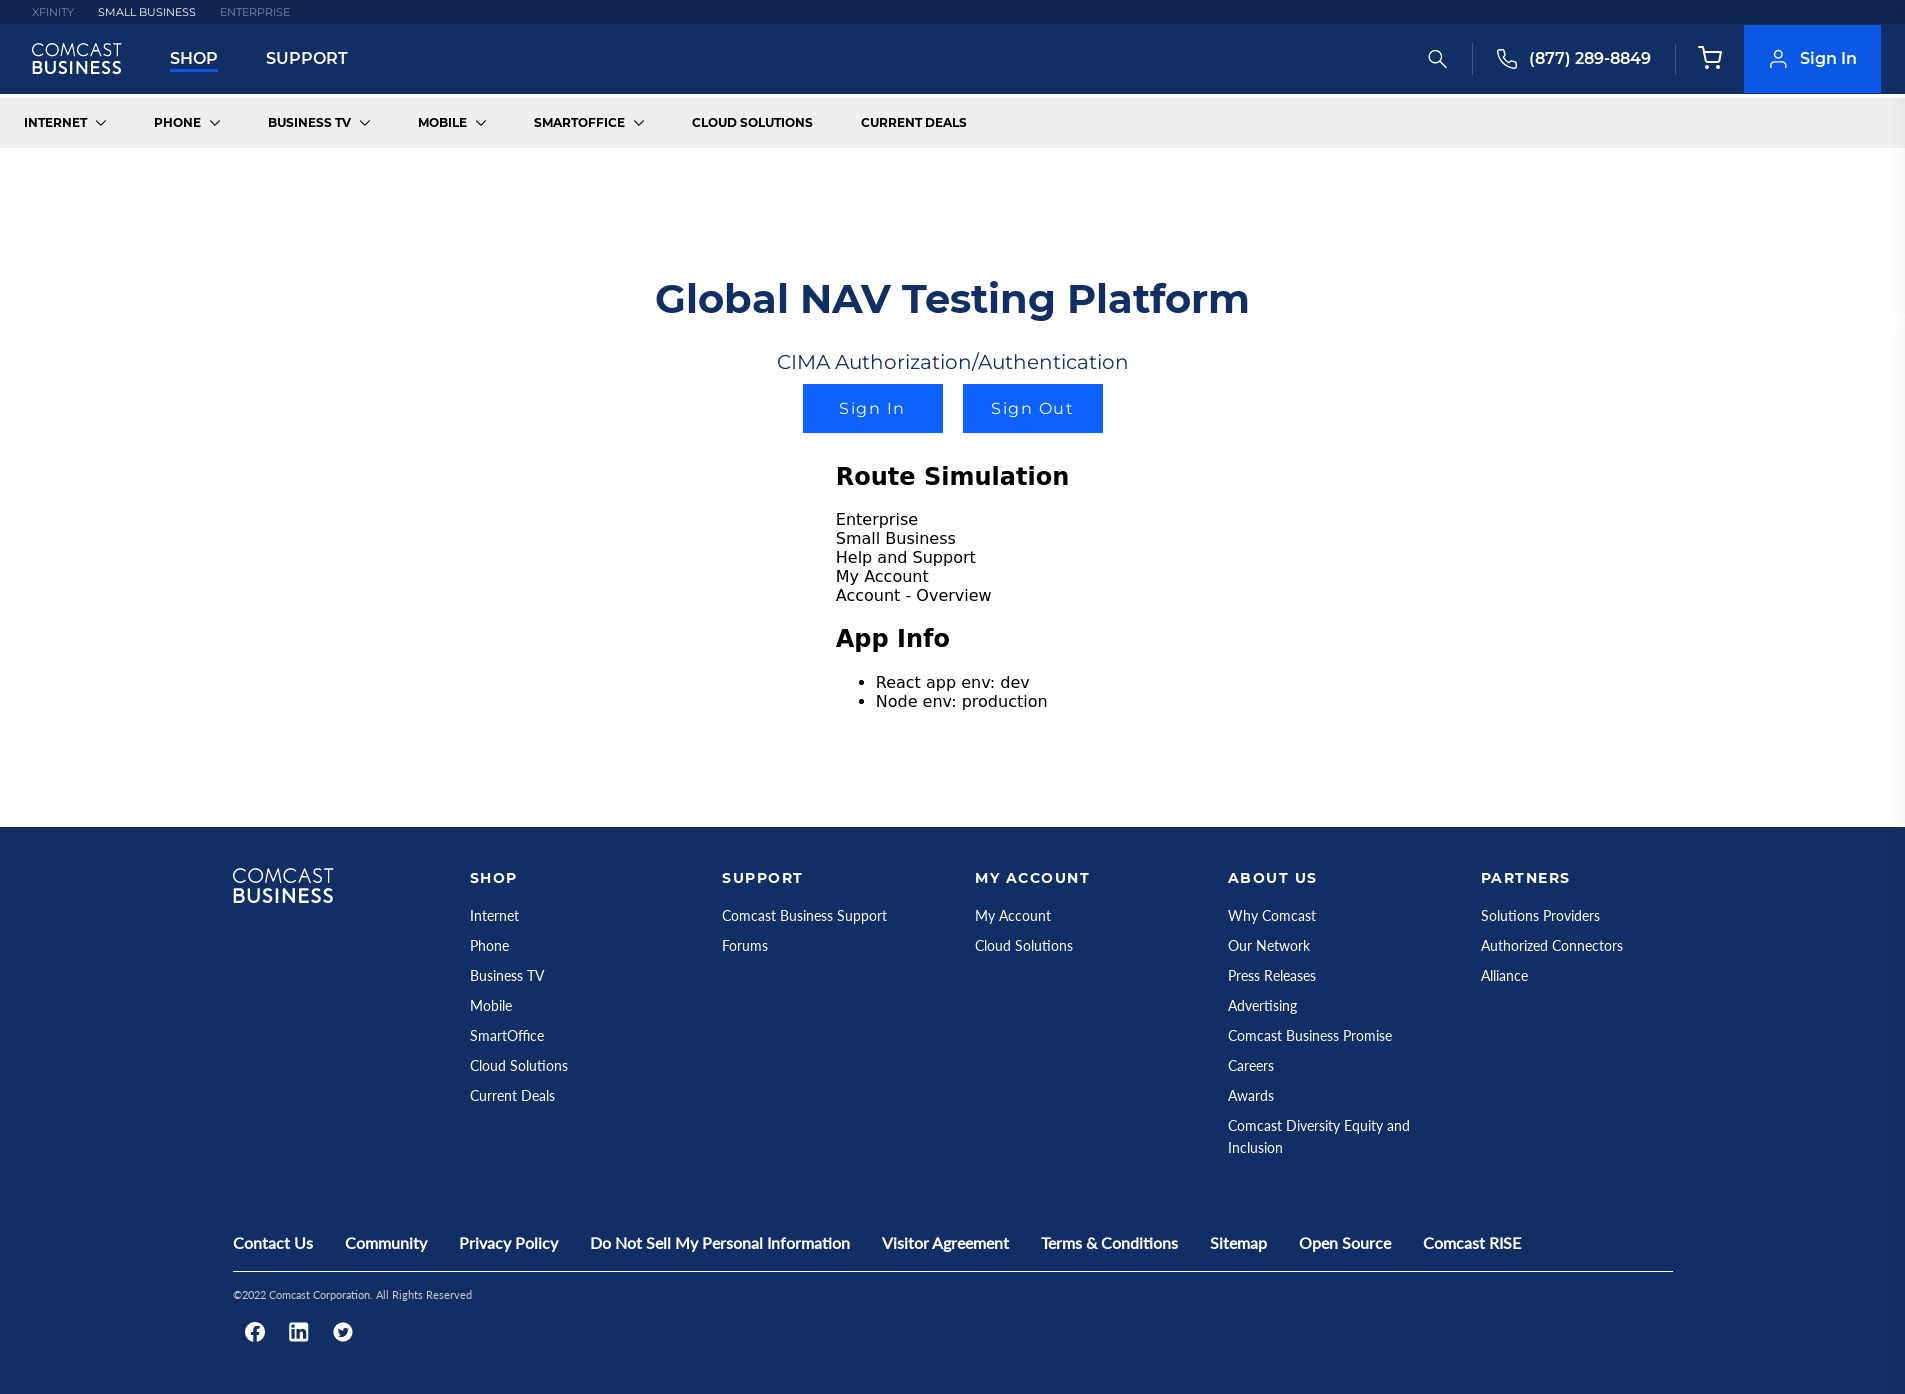 XFINITY SMALL BUSINESS ENTERPRISE
COMCAST
BUSINESS
SHOP SUPPORT (877) 289-8849 Sign In
INTERNET PHONE BUSINESS TV MOBILE SMARTOFFICE CLOUD SOLUTIONS CURRENT DEALS
Global NAV Testing Platform
CIMA Authorization/Authentication
Sign In Sign Out
Route Simulation
Enterprise
Small Business
Help and Support
My Account
Account - Overview
App Info
• React app env: dev
• Node env: production
COMCAST
BUSINESS
SHOP
Internet
Phone
Business TV
Mobile
SmartOffice
Cloud Solutions
Current Deals
SUPPORT
Comcast Business Support
Forums
MY ACCOUNT
My Account
Cloud Solutions
ABOUT US
Why Comcast
Our Network
Press Releases
Advertising
Comcast Business Promise
Careers
Awards
Comcast Diversity Equity and
Inclusion
PARTNERS
Solutions Providers
Authorized Connectors
Alliance
Contact Us Community Privacy Policy Do Not Sell My Personal Information Visitor Agreement Terms & Conditions Sitemap Open Source Comcast RISE
©2022 Comcast Corporation. All Rights Reserved